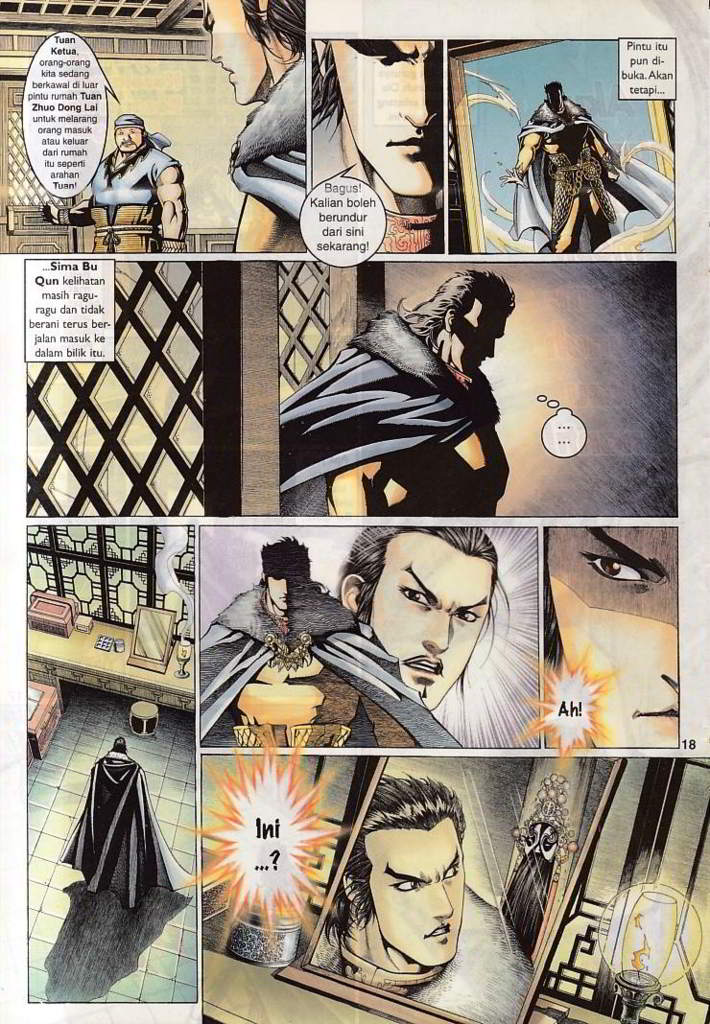 Tuan
Ketua,
orang-orang
kita sedang
berkawal di luar
pintu rumah Tuan
Zhuo Dong Lai
untuk melarang
orang masuk
atau keluar
dari rumah
itu seperti
arahan
Tuan!
Bagus!
Kalian boleh
berundur
dari sini
sekarang!
Pintu itu
pun di-
buka. Akan
tetapi...
...Sima Bu
Qun kelihatan
masih ragu-
ragu dan tidak
berani terus ber-
jalan masuk ke
dalam bilik itu.
...
...
Ah!
18
Ini
...?